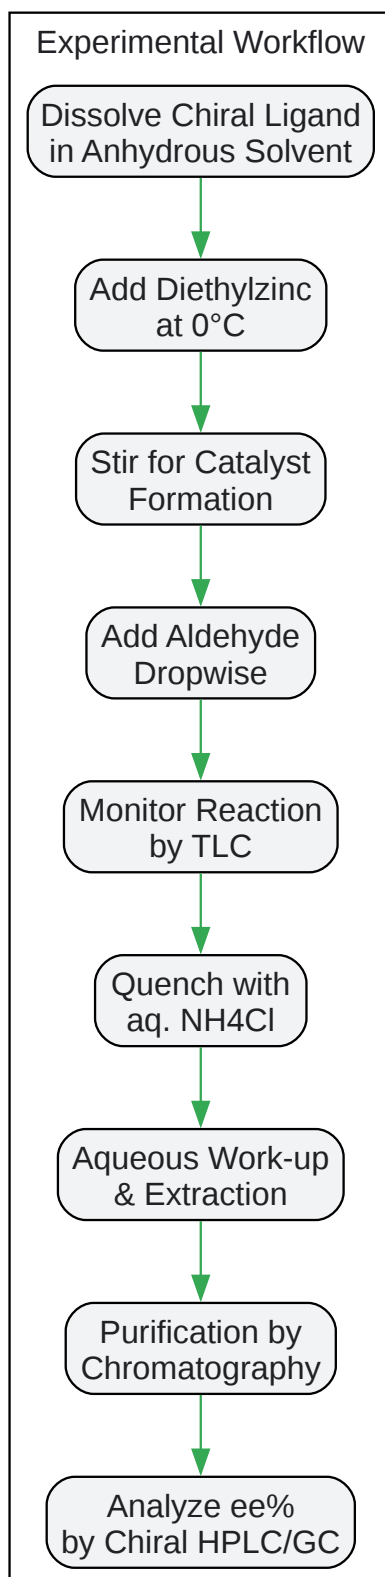 Experimental Workflow
Dissolve Chiral Ligand
in Anhydrous Solvent
Add Diethylzinc
at 0°C
Stir for Catalyst
Formation
Add Aldehyde
Dropwise
Monitor Reaction
by TLC
Quench with
aq. NH4Cl
Aqueous Work-up
& Extraction
Purification by
Chromatography
Analyze ee%
by Chiral HPLC/GC